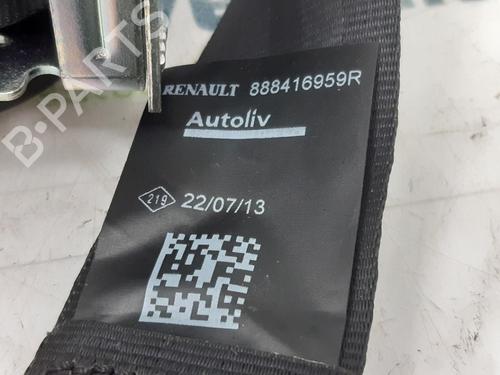 RENAULT 888416959R
Autoliv
219 22/07/13
B-PARTS